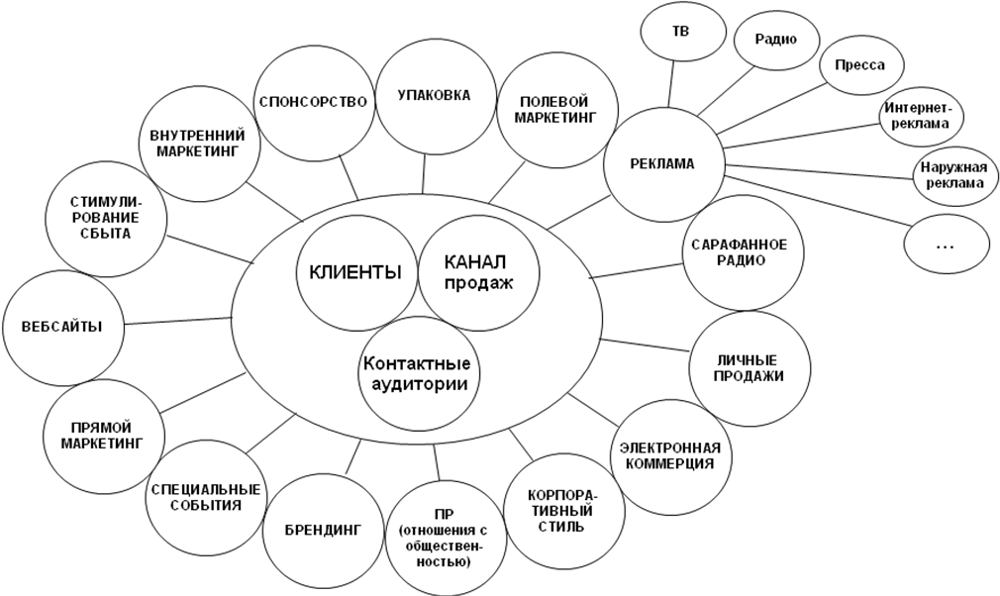 ТВ
Радио
Пресса
Интернет-
реклама
Наружная
реклама
...
РЕКЛАМА
ПОЛЕВОЙ
МАРКЕТИНГ
УПАКОВКА
СПОНСОРСТВО
ВНУТРЕННИЙ
МАРКЕТИНГ
СТИМУЛИ-
РОВАНИЕ
СБЫТА
ВЕБСАЙТЫ
ПРЯМОЙ
МАРКЕТИНГ
СПЕЦИАЛЬНЫЕ
СОБЫТИЯ
БРЕНДИНГ
ПР
(отношения с
обществен-
ностью)
КОРПОРА-
ТИВНЫЙ
СТИЛЬ
ЭЛЕКТРОННАЯ
КОММЕРЦИЯ
ЛИЧНЫЕ
ПРОДАЖИ
САРАФАННОЕ
РАДИО
КЛИЕНТЫ
КАНАЛ
продаж
Контактные
аудитории